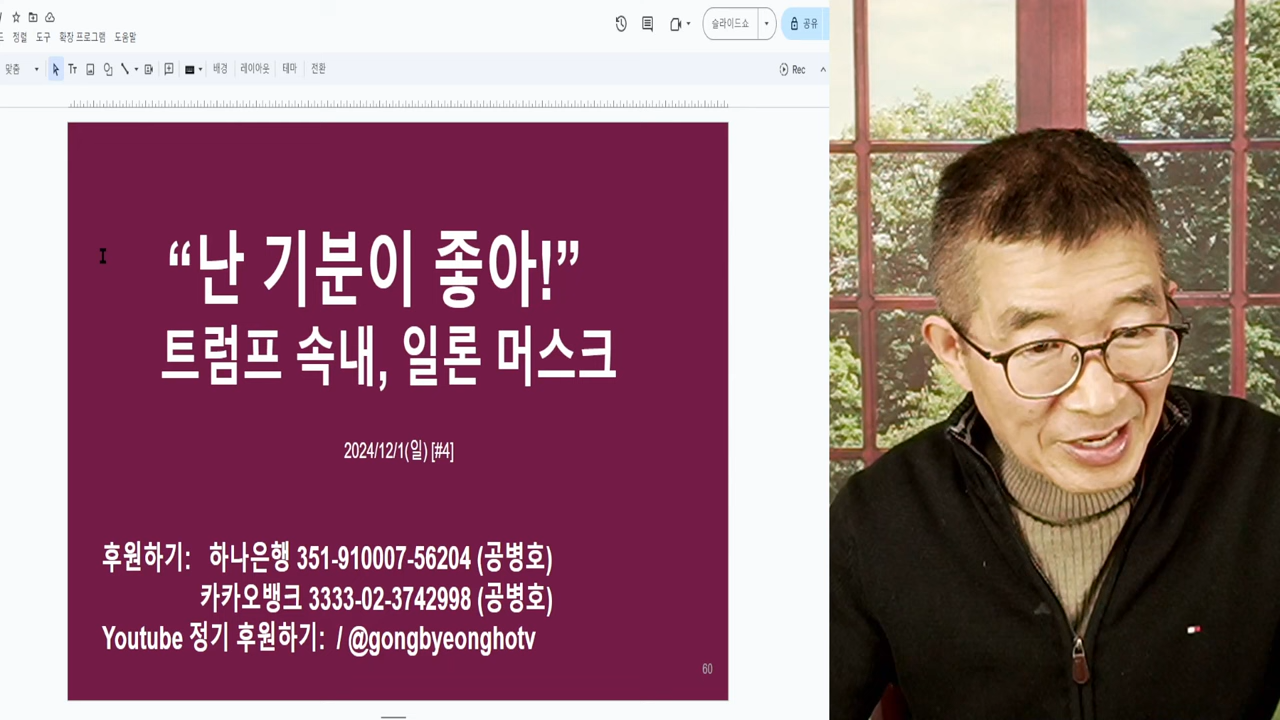 정렬 도구 확장 프로그램 도움말
슬라이드쇼
공유
맞춤
배경 레이아웃 테마 전환
Rec
“난 기분이 좋아!”
트럼프 속내, 일론 머스크
2024/12/1(일) [#4]
후원하기: 하나은행 351-910007-56204 (공병호)
카카오뱅크 3333-02-3742998 (공병호)
Youtube 정기 후원하기: / @gongbyeonghotv
60